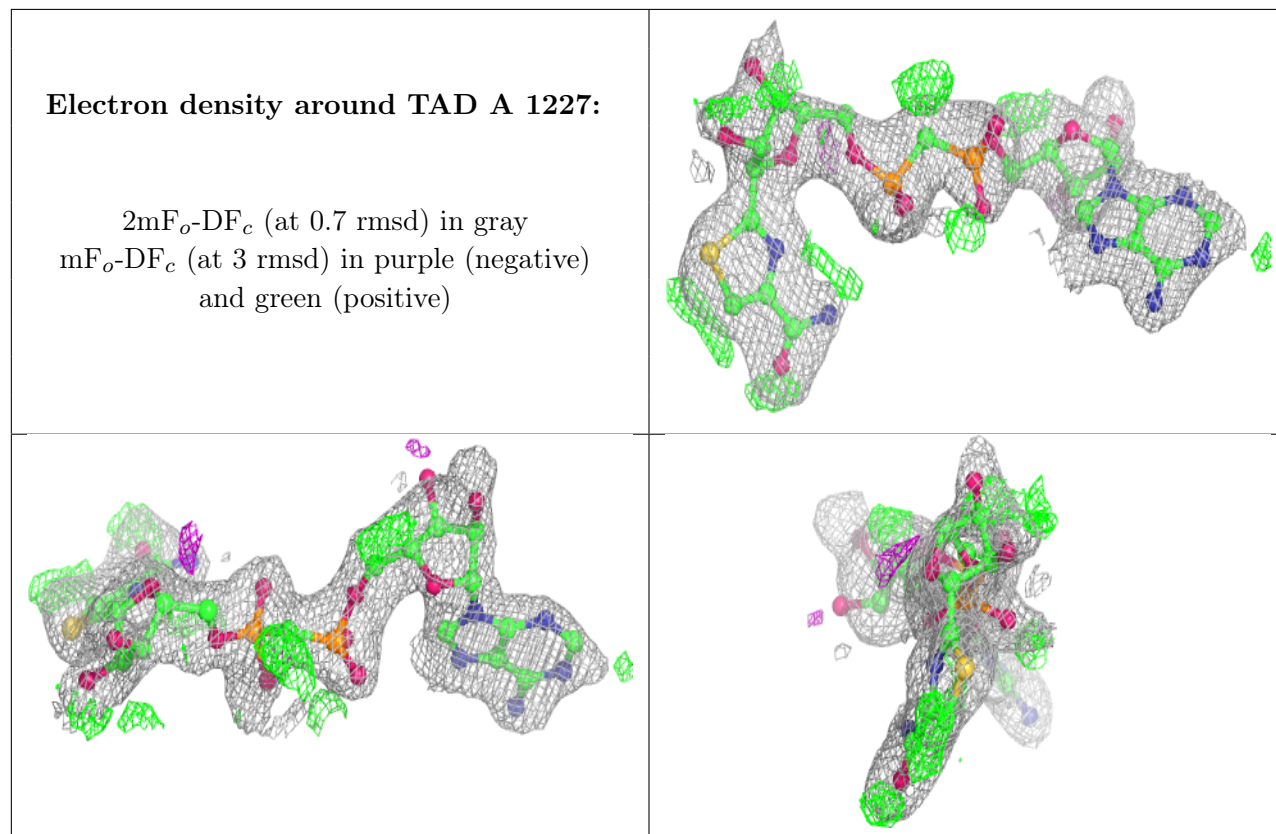 Electron density around TAD A 1227:
2mFo-DFc (at 0.7 rmsd) in gray
mFo-DFc (at 3 rmsd) in purple (negative)
and green (positive)